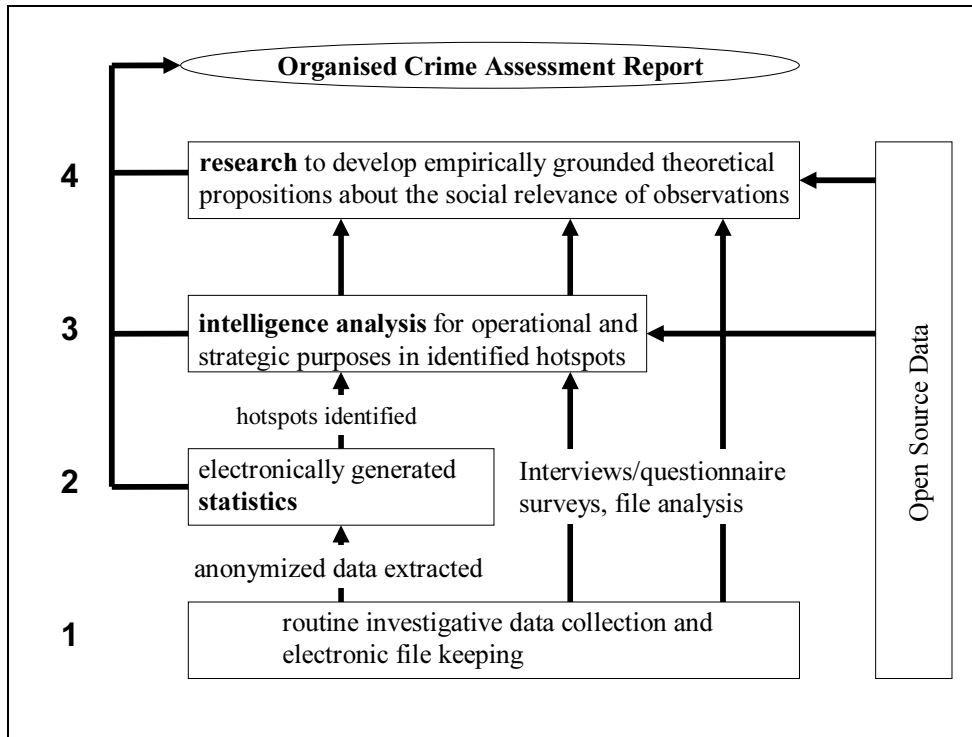 Organised Crime Assessment Report
4
research to develop empirically grounded theoretical
propositions about the social relevance of observations
3
intelligence analysis for operational and
strategic purposes in identified hotspots
hotspots identified
2
electronically generated
statistics
Interviews/questionnaire
surveys, file analysis
anonymized data extracted
1
routine investigative data collection and
electronic file keeping
Open Source Data